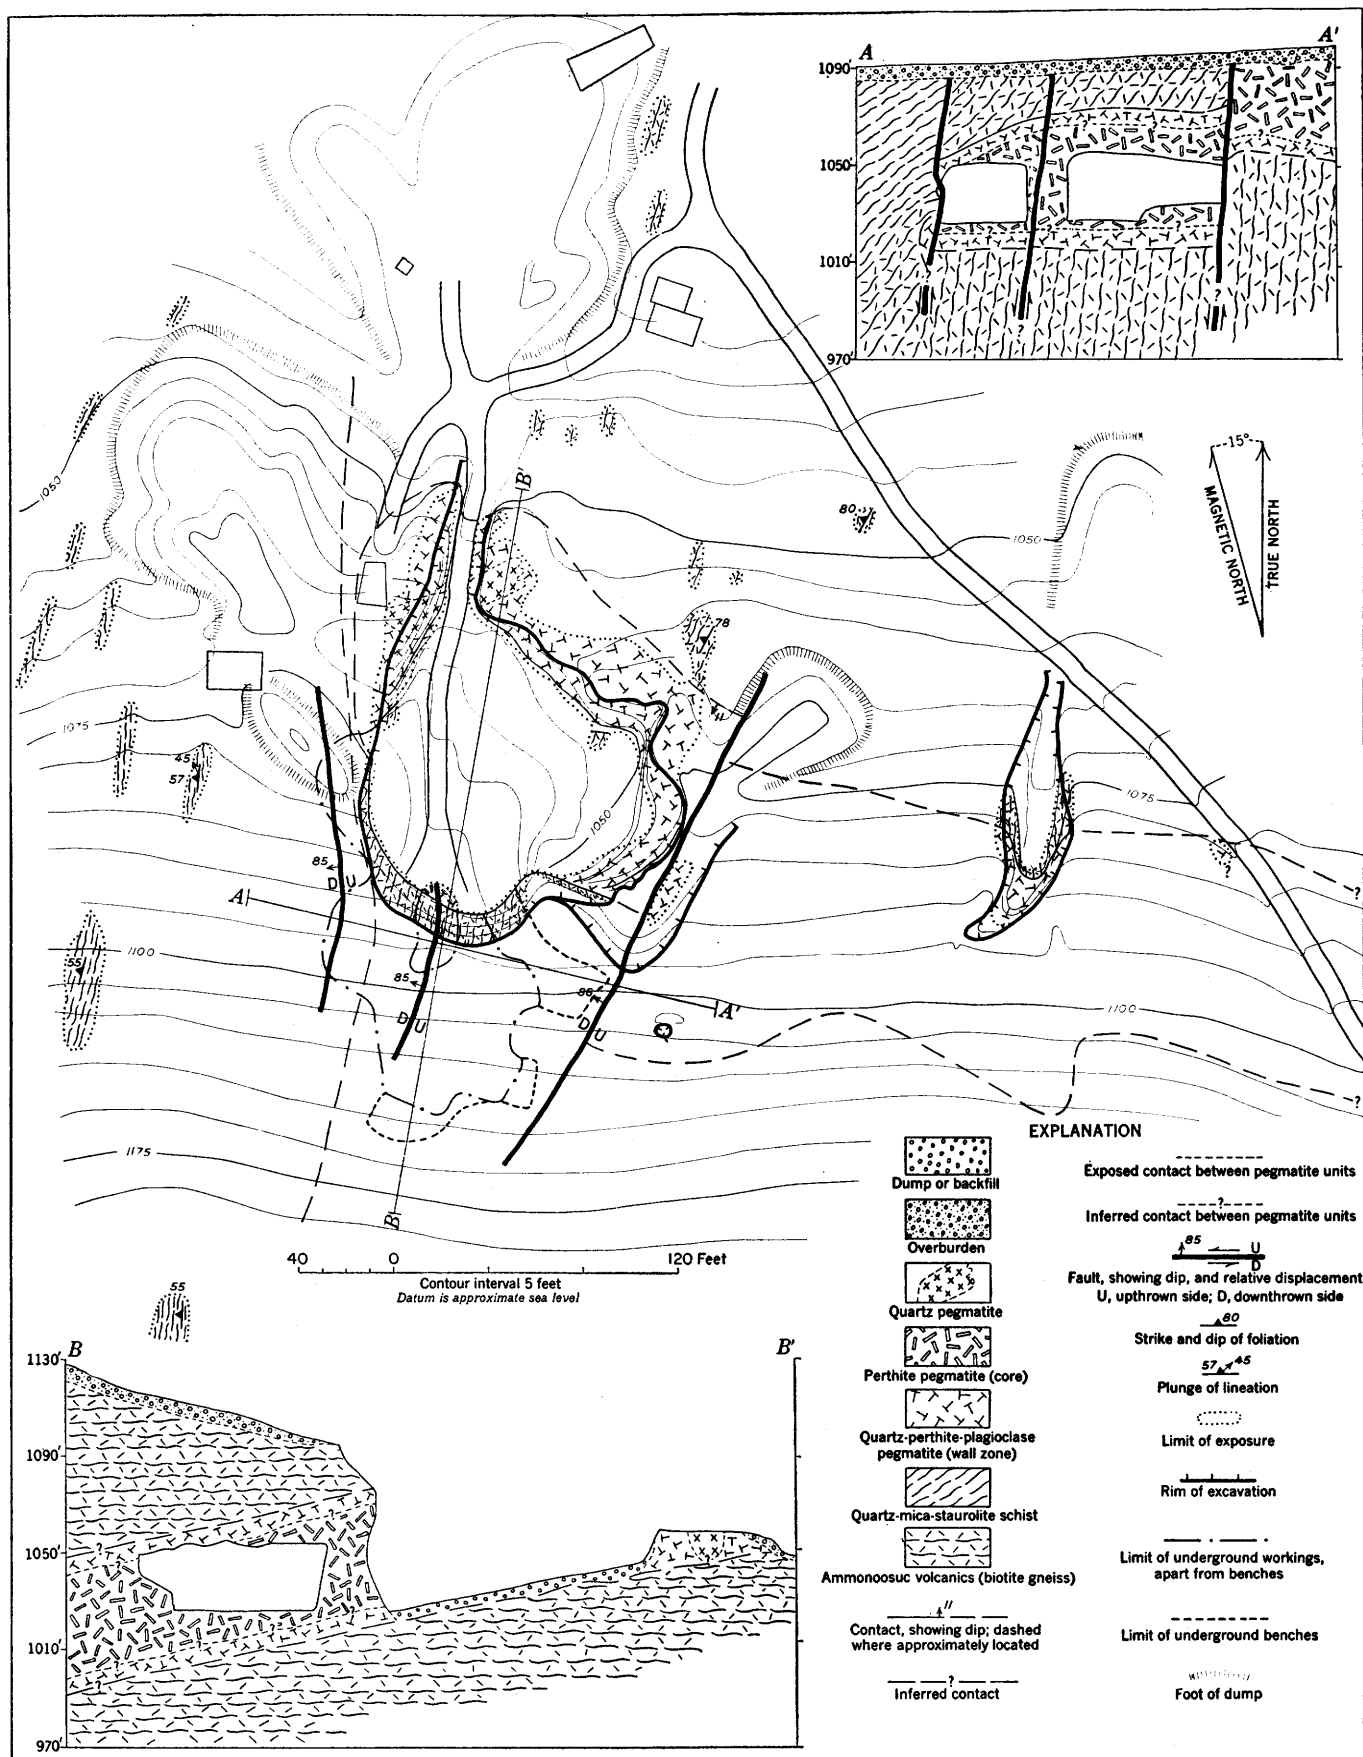 A
A'
1090'
1050'
1010'
970'
?
?
?
?
?
?
15°
MAGNETIC NORTH
TRUE NORTH
1050
B'
80
1050
78
11
1075
45
57
1075
1050
85
D U
A
?
?
55
1100
85
D U
86
D U
A'
Q
1100
?
1175
B
40 0 120 Feet
Contour interval 5 feet
Datum is approximate sea level
55
B
B'
1130'
1090'
1050'
1010'
970'
?
?
?
?
?
?
EXPLANATION
Dump or backfill
Overburden
Quartz pegmatite
Perthite pegmatite (core)
Quartz-perthite-plagioclase
pegmatite (wall zone)
Quartz-mica-staurolite schist
Ammonoosuc volcanics (biotite gneiss)
11
Contact, showing dip; dashed
where approximately located
?
Inferred contact
Exposed contact between pegmatite units
?
Inferred contact between pegmatite units
85 U
D
Fault, showing dip, and relative displacement
U, upthrown side; D, downthrown side
80
Strike and dip of foliation
57 45
Plunge of lineation
Limit of exposure
Rim of excavation
Limit of underground workings,
apart from benches
Limit of underground benches
Foot of dump